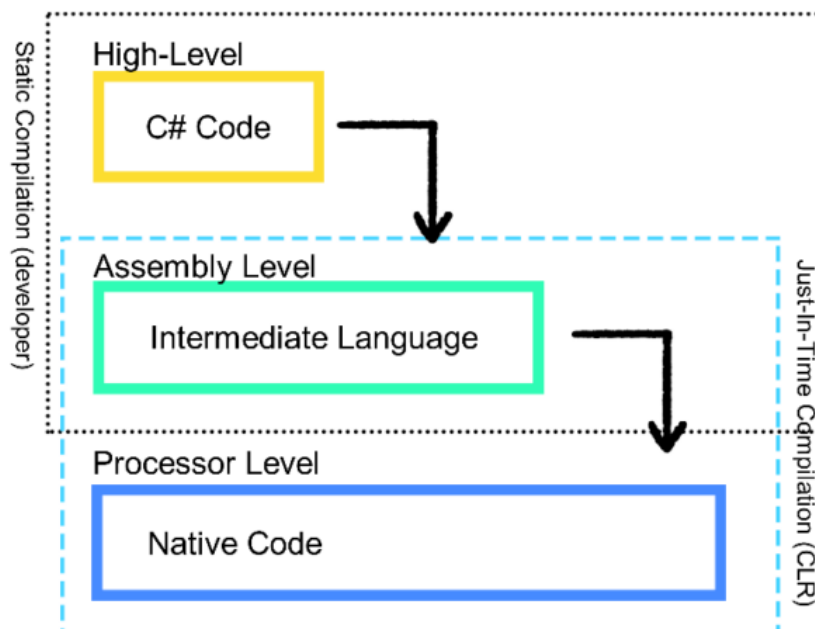 High-Level
C# Code
Static Compilation (developer)
Assembly Level
Intermediate Language
Just-In-Time Compilation (CLR)
Processor Level
Native Code